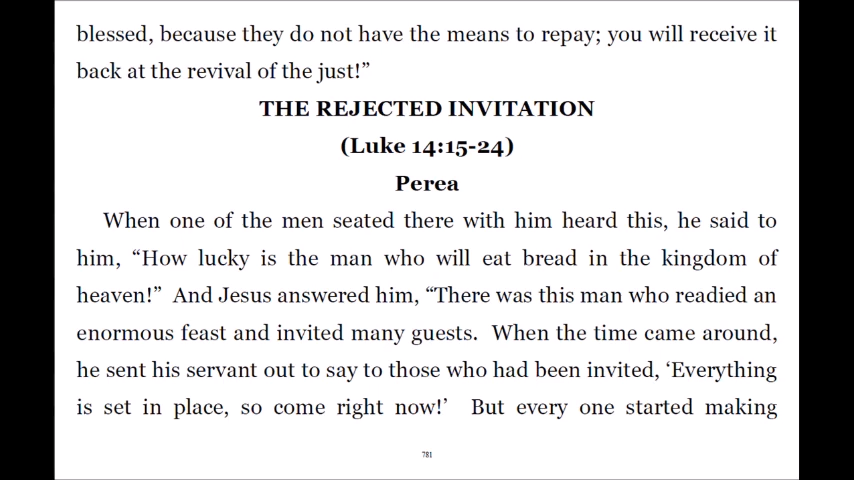 blessed, because they do not have the means to repay; you will receive it
back at the revival of the just!”
THE REJECTED INVITATION
(Luke 14:15-24)
Perea
When one of the men seated there with him heard this, he said to
him, “How lucky is the man who will eat bread in the kingdom of
heaven!” And Jesus answered him, “There was this man who readied an
enormous feast and invited many guests. When the time came around,
he sent his servant out to say to those who had been invited, ‘Everything
is set in place, so come right now!’ But every one started making
781